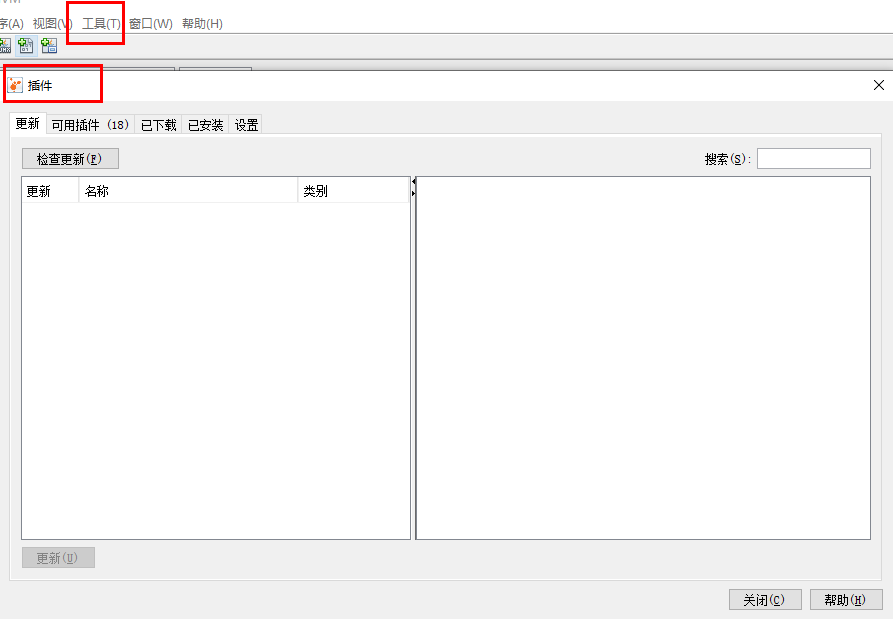 序(A) 视图(V) 工具(T) 窗口(W) 帮助(H)
插件
更新 可用插件 (18) 已下载 已安装 设置
检查更新(F) 搜索(S):
更新 名称 类别
更新(U)
关闭(C) 帮助(H)